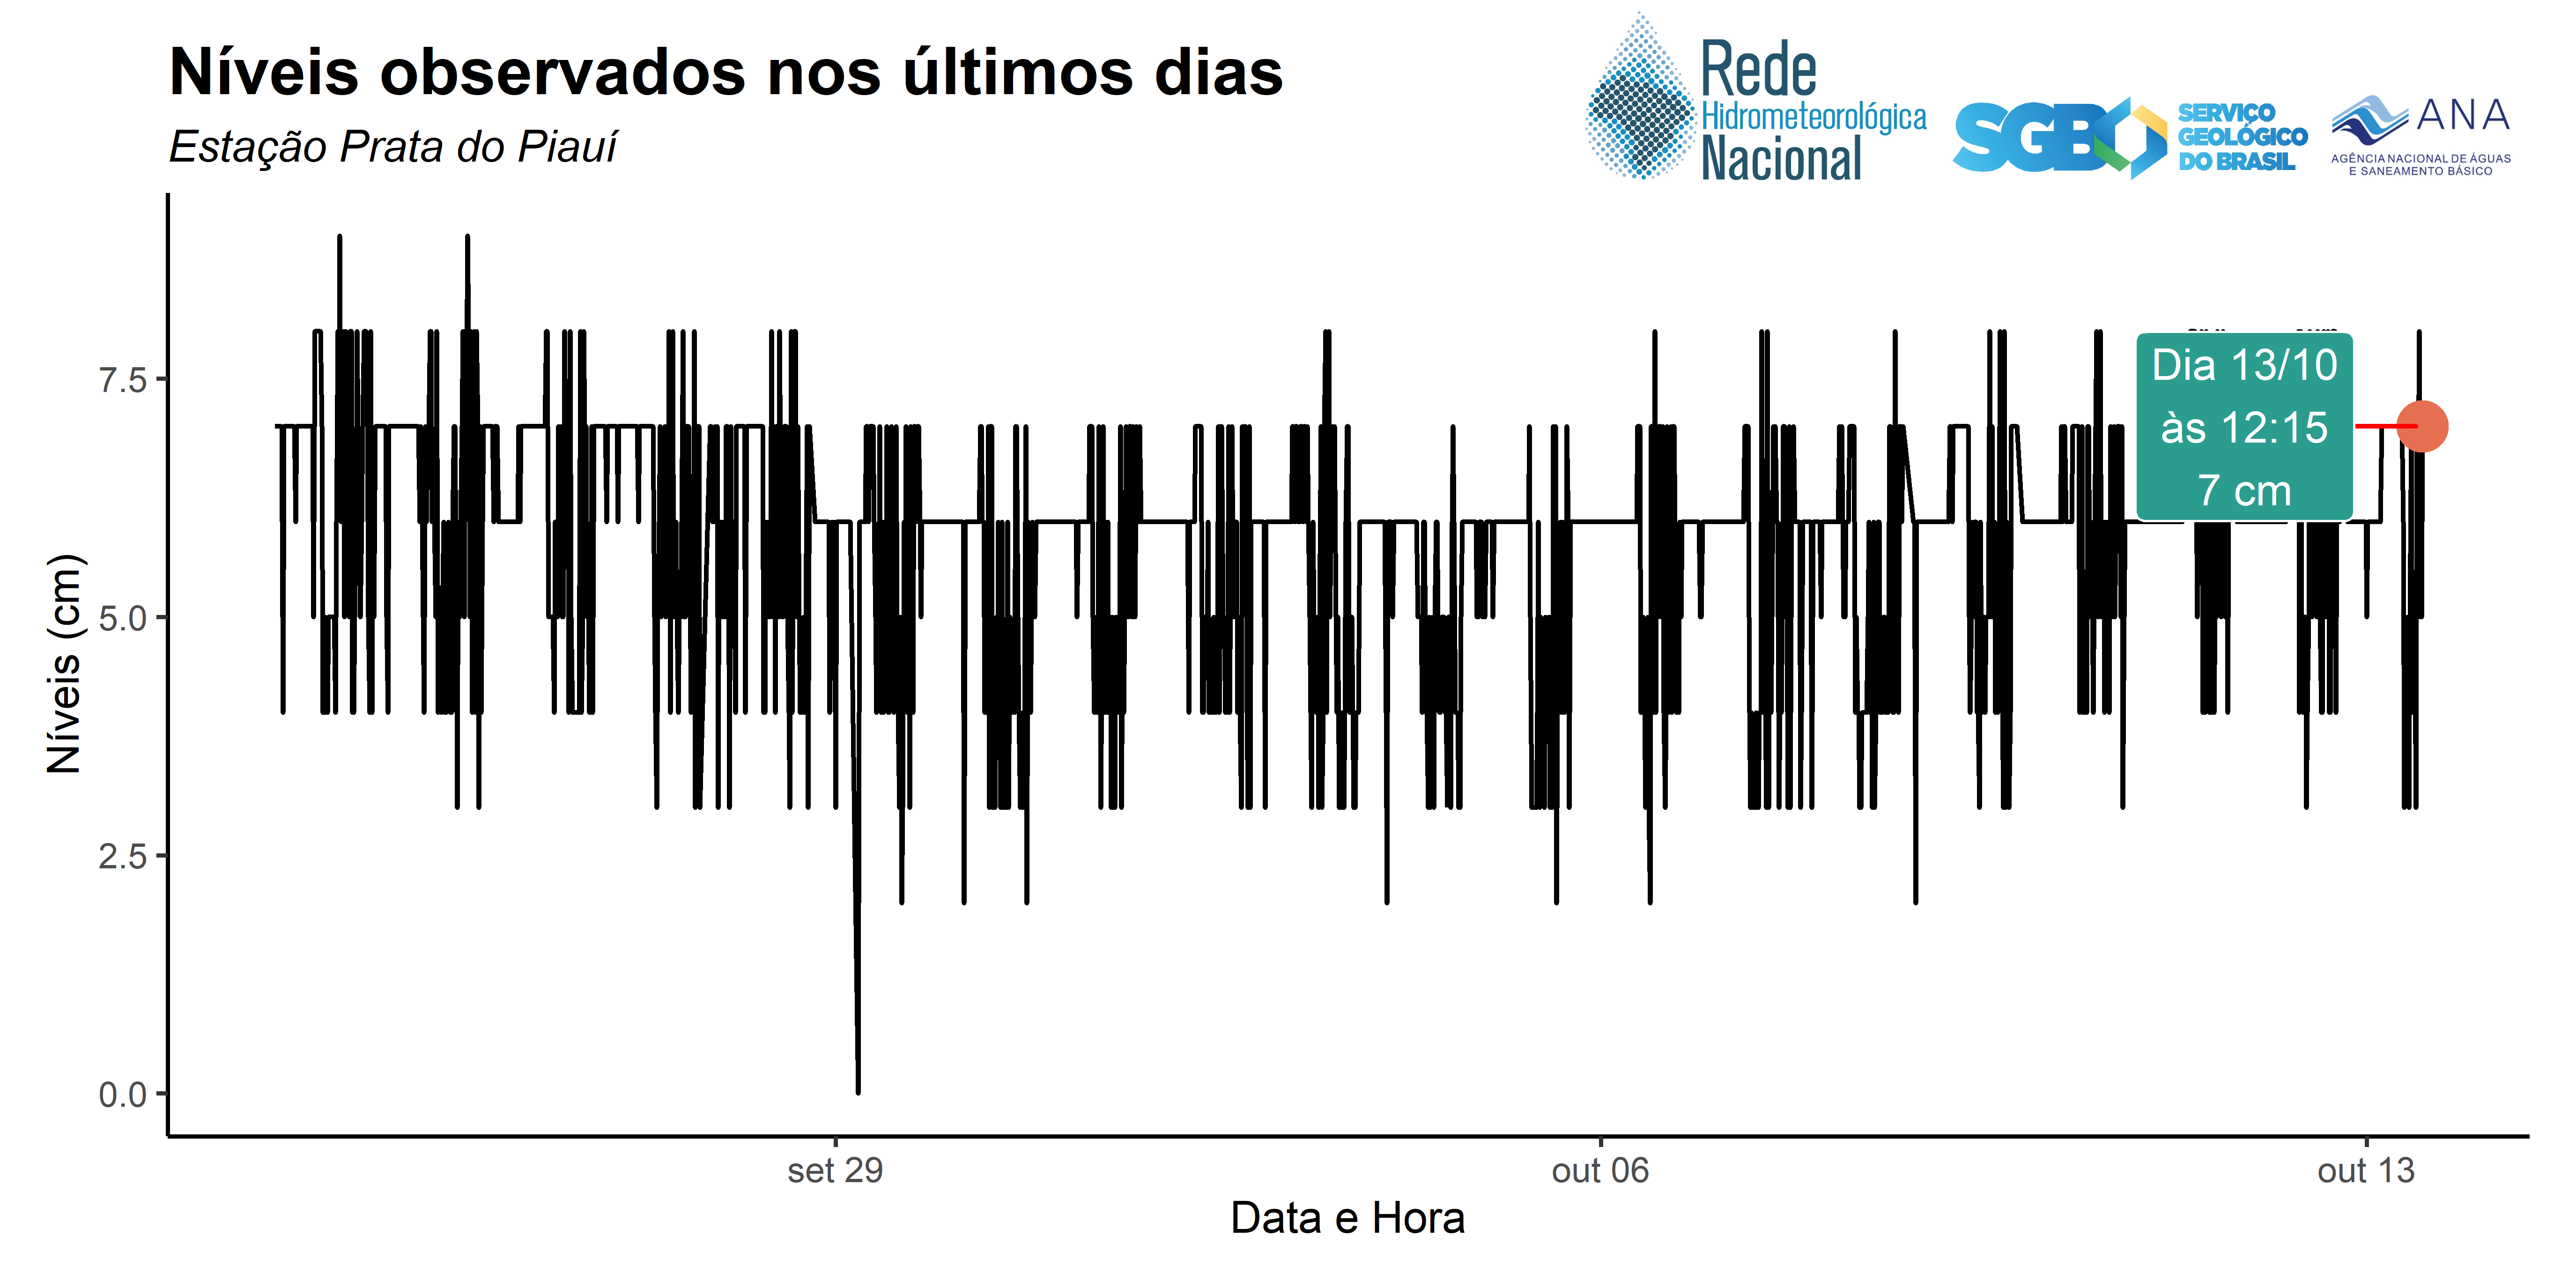 Níveis observados nos últimos dias
Estação Prata do Piauí
Rede
Hidrometeorológica
Nacional
SGB
SERVIÇO
GEOLÓGICO
DO BRASIL
ANA
AGÊNCIA NACIONAL DE ÁGUAS
E SANEAMENTO BÁSICO
Níveis (cm)
7.5
5.0
2.5
0.0
Dia 13/10
às 12:15
7 cm
set 29
out 06
out 13
Data e Hora